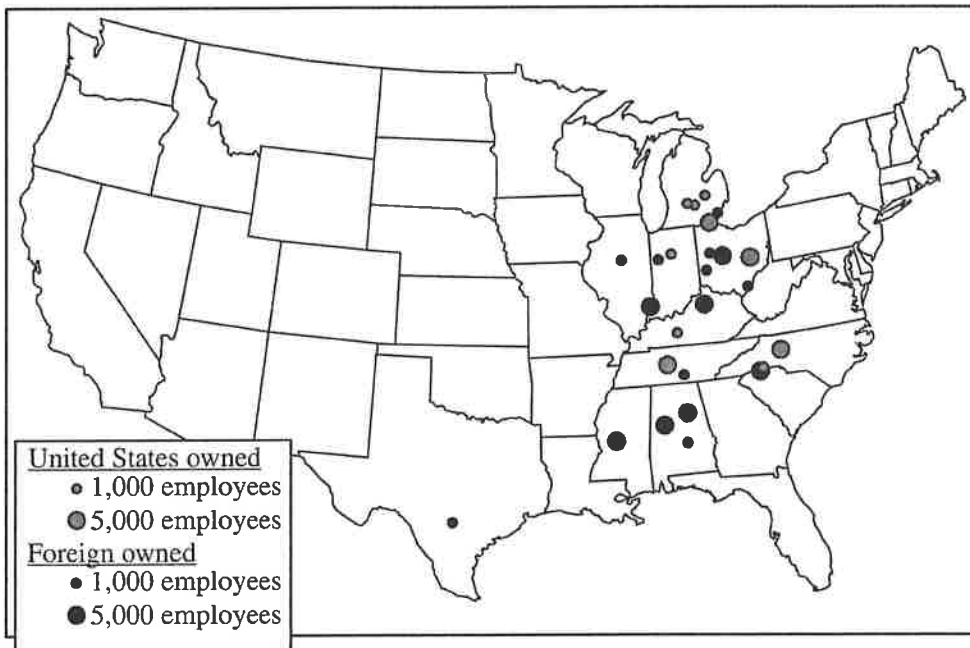 United States owned
1,000 employees
5,000 employees
Foreign owned
1,000 employees
5,000 employees